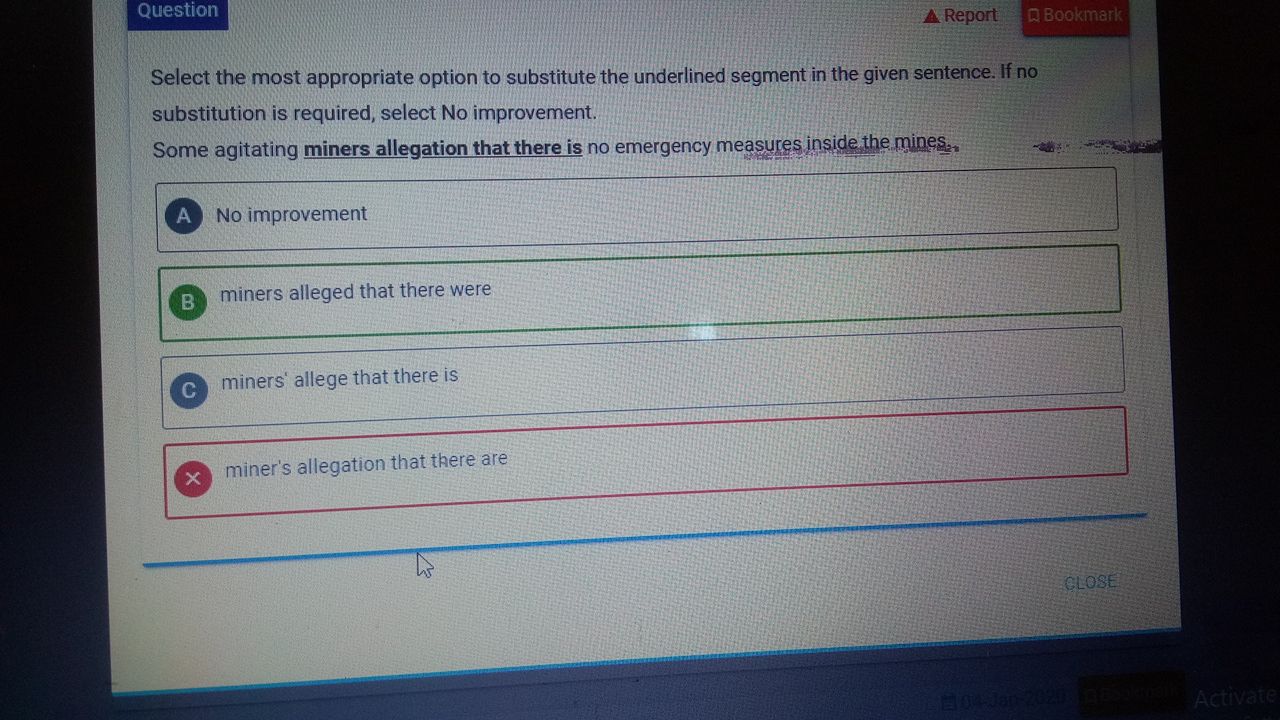 Question
Report
Bookmark
Select the most appropriate option to substitute the underlined segment in the given sentence. If no
substitution is required, select No improvement.
Some agitating miners allegation that there is no emergency measures inside the mines.
A No improvement
B miners alleged that there were
C miners' allege that there is
miner's allegation that there are
CLOSE
04-Jan-2020
Bookmark
Activate